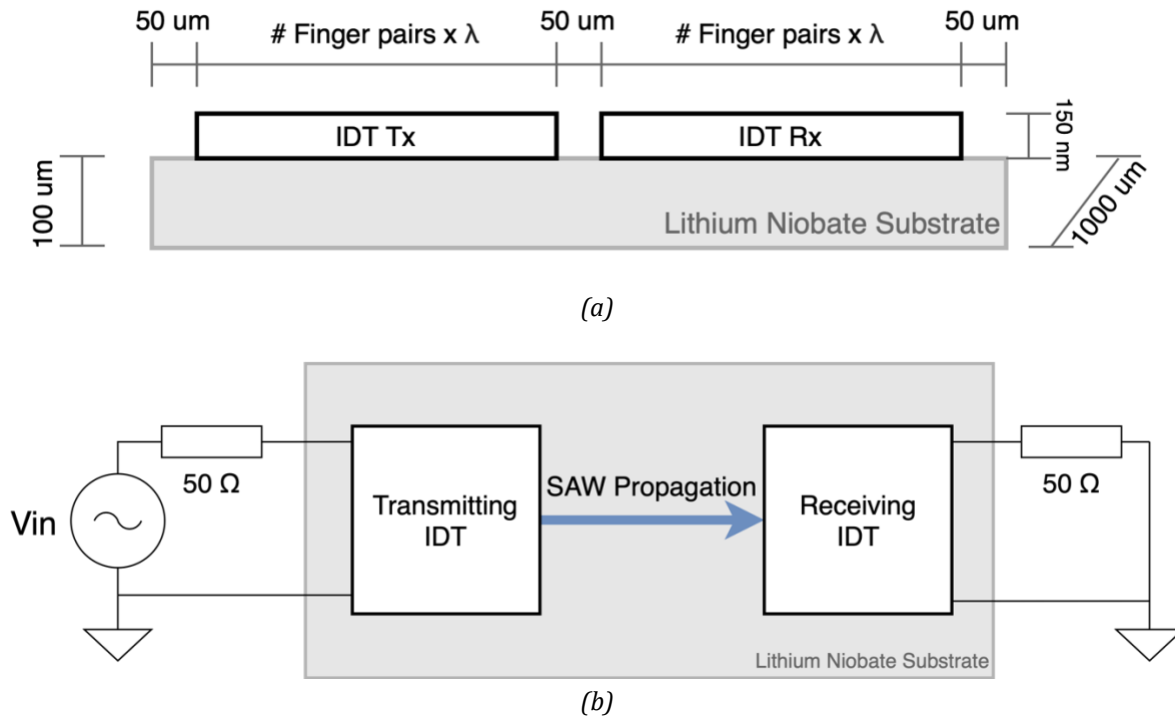 50 um
# Finger pairs x λ
50 um
# Finger pairs x λ
50 um
IDT Tx
IDT Rx
150 nm
100 um
Lithium Niobate Substrate
1000 um
(a)
50 Ω
Vin
Transmitting
IDT
SAW Propagation
Receiving
IDT
50 Ω
Lithium Niobate Substrate
(b)